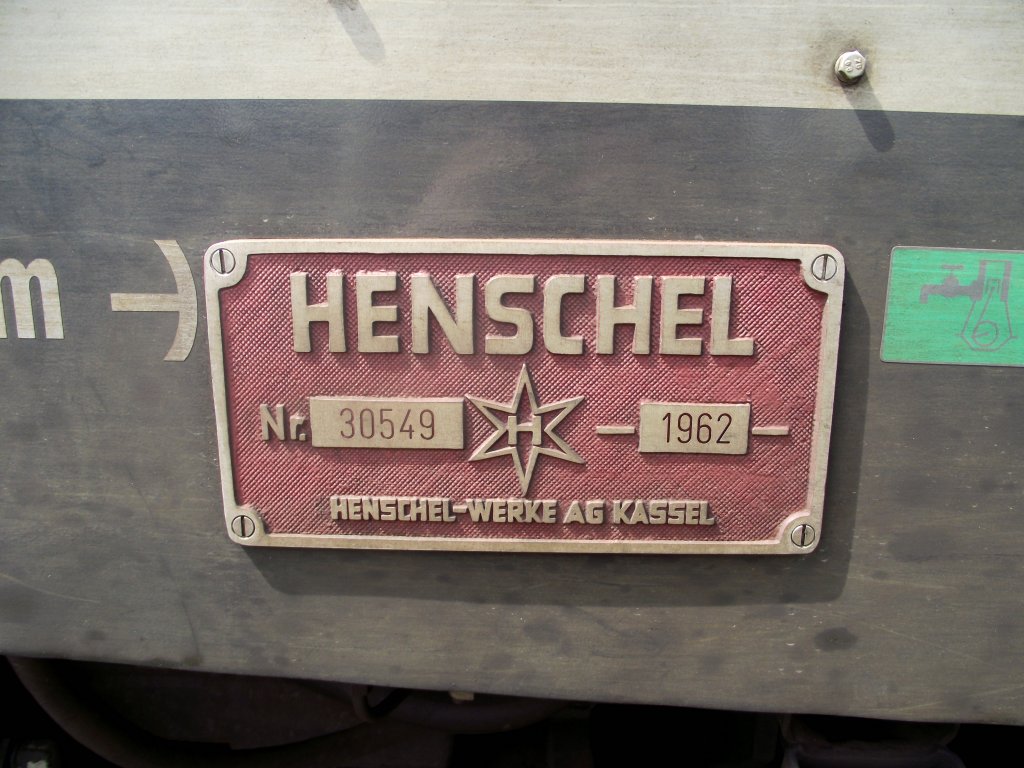 m
HENSCHEL
Nr. 30549 H 1962
HENSCHEL-WERKE AG KASSEL